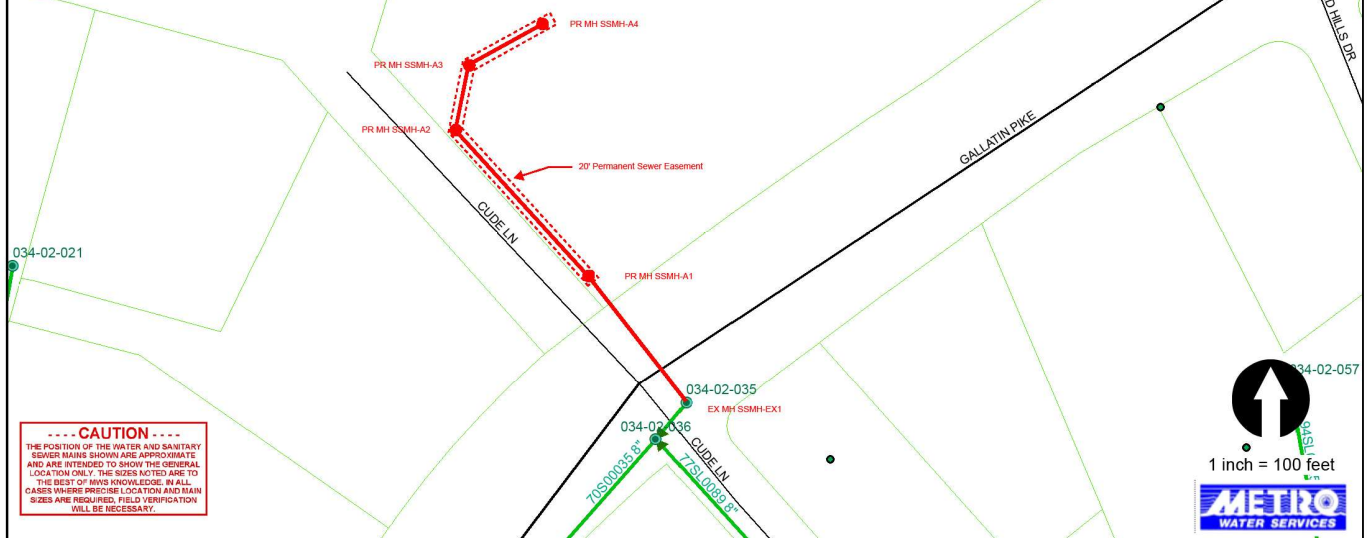 PR MH SSMH-A4
D HILLS DR
PR MH SSMH-A3
PR MH SSMH-A2
GALLATIN PIKE
20' Permanent Sewer Easement
CUDE LN
034-02-021
PR MH SSMH-A1
034-02-057
034-02-035
EX MH SSMH-EX1
034-02-036
CUDE LN
70S00035 8"
77SL0089 8"
94SL
- - - - CAUTION - - - -
THE POSITION OF THE WATER AND SANITARY
SEWER MAINS SHOWN ARE APPROXIMATE
AND ARE INTENDED TO SHOW THE GENERAL
LOCATION ONLY. THE SIZES NOTED ARE TO
THE BEST OF MWS KNOWLEDGE. IN ALL
CASES WHERE PRECISE LOCATION AND MAIN
SIZES ARE REQUIRED, FIELD VERIFICATION
WILL BE NECESSARY.
1 inch = 100 feet
METRO
WATER SERVICES